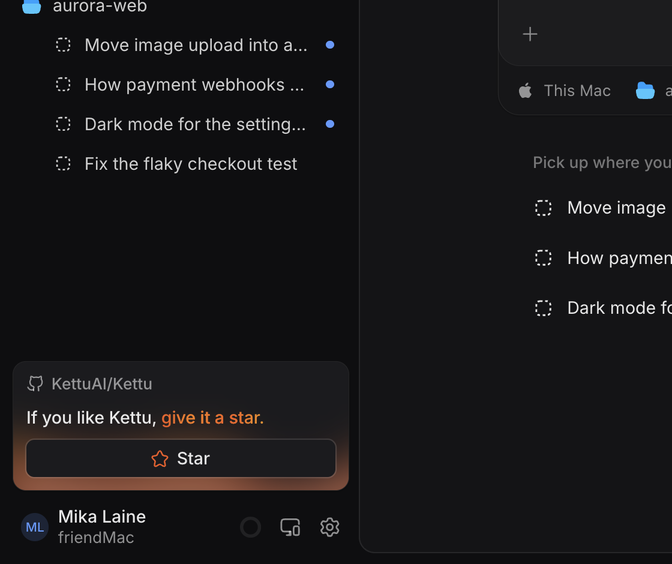 aurora-web
Move image upload into a...
How payment webhooks ...
Dark mode for the setting...
Fix the flaky checkout test
KettuAI/Kettu
If you like Kettu, give it a star.
Star
ML
Mika Laine
friendMac
This Mac
Pick up where you
Move image
How paymen
Dark mode fo